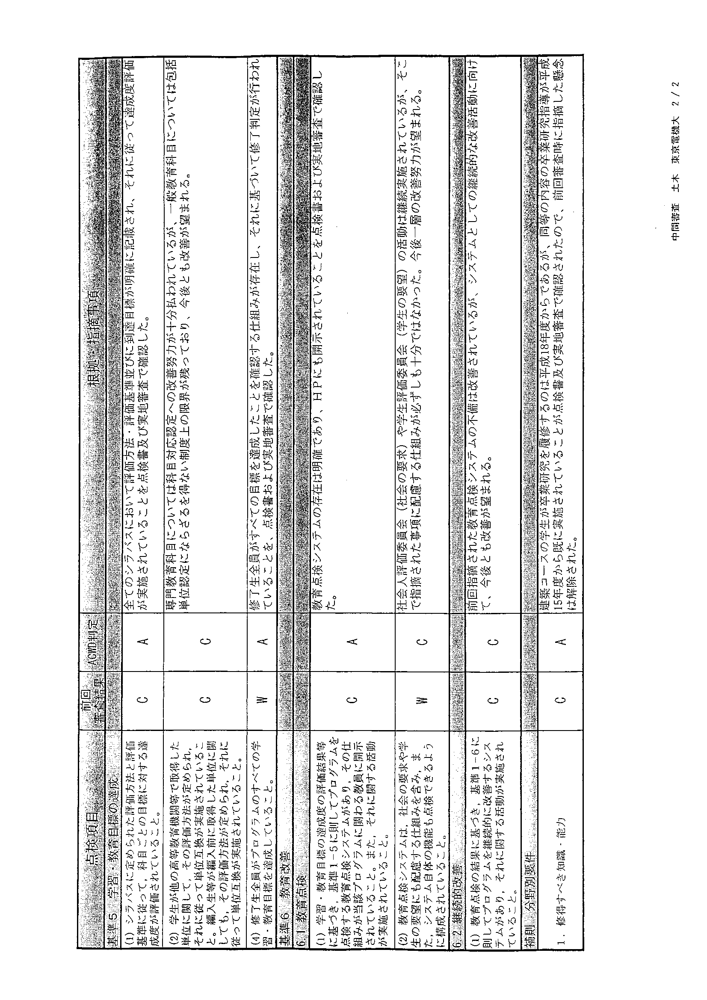 点検項目
前回
審査結果
ACWD判定
根拠・指摘事項
基準5 学習・教育目標の達成
(1) シラバスに定められた評価方法と評価
基準に従って，科目ごとの目標に対する達
成度が評価されていること。
C
A
全てのシラバスにおいて評価方法・評価基準並びに到達目標が明確に記載され、それに従って達成度評価
が実施されていることを点検書及び実地審査で確認した。
(2) 学生が他の高等教育機関等で取得した
単位に関して，その評価方法が定められ，
それに従って単位互換が実施されているこ
と。編入生等が編入前に取得した単位に関
しても，その評価方法が定められ，それに
従って単位互換が実施されていること。
C
C
専門教育科目については科目対応認定への改善努力が十分払われているが、一般教育科目については包括
単位認定にならざるを得ない制度上の限界が残っており、今後とも改善が望まれる。
(4) 修了生全員がプログラムのすべての学
習・教育目標を達成していること。
W
A
修了生全員がすべての目標を達成したことを確認する仕組みが存在し、それに基づいて修了判定が行われ
ていることを、点検書および実地審査で確認した。
基準6 教育改善
6.1 教育点検
(1) 学習・教育目標の達成度の評価結果等
に基づき，基準1-5に則してプログラムを
点検する教育点検システムがあり，その仕
組みが当該プログラムに関わる教員に開示
されていること。また，それに関する活動
が実施されていること。
C
A
教育点検システムの存在は明確であり、HPにも開示されていることを点検書および実地審査で確認し
た。
(2) 教育点検システムは，社会の要求や学
生の要望にも配慮する仕組みを含み，ま
た，システム自体の機能も点検できるよう
に構成されていること。
W
C
社会人評価委員会（社会の要求）や学生評価委員会（学生の要望）の活動は継続実施されているが、そこ
で指摘された事項に配慮する仕組みが必ずしも十分ではなかった。今後一層の改善努力が望まれる。
6.2 継続的改善
(1) 教育点検の結果に基づき，基準1-6に
則してプログラムを継続的に改善するシス
テムがあり，それに関する活動が実施され
ていること。
C
C
前回指摘された教育点検システムの不備は改善されているが、システムとしての継続的な改善活動に向け
て、今後とも改善が望まれる。
補則 分野別要件
1．修得すべき知識・能力
C
A
建築コースの学生が卒業研究を履修するのは平成18年度からであるが、同等の内容の卒業研究指導が平成
15年度から既に実施されていることが点検書及び実地審査で確認されたので、前回審査時に指摘した懸念
は解除された。
中間審査 土木 東京電機大 2/2